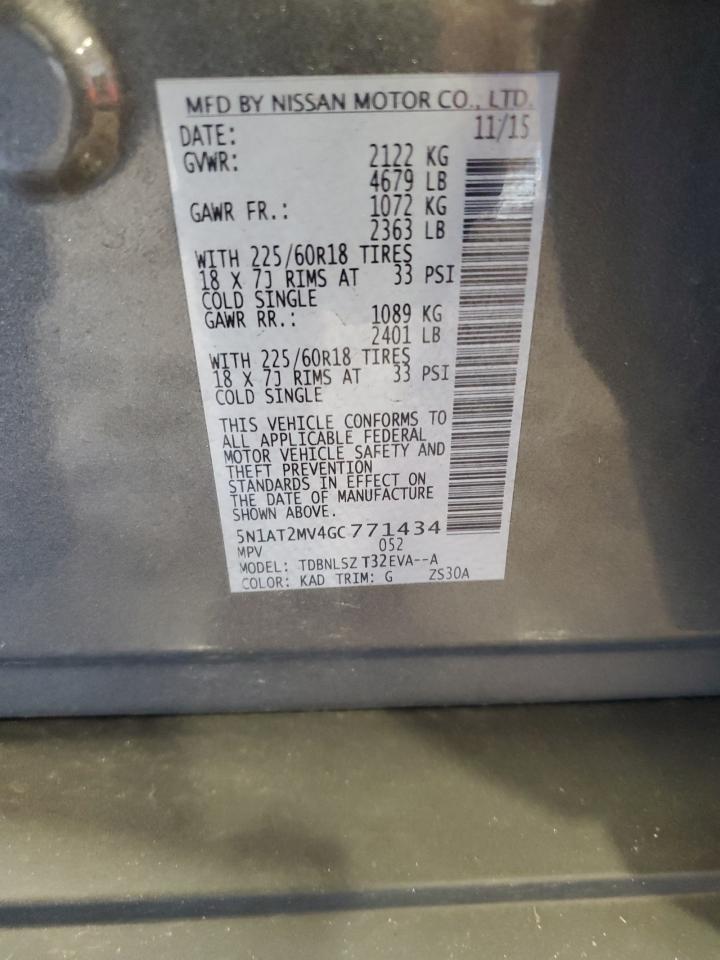 MFD BY NISSAN MOTOR CO., LTD.
DATE: 11/15
GVWR: 2122 KG
4679 LB
GAWR FR.: 1072 KG
2363 LB
WITH 225/60R18 TIRES
18 X 7J RIMS AT 33 PSI
COLD SINGLE
GAWR RR.: 1089 KG
2401 LB
WITH 225/60R18 TIRES
18 X 7J RIMS AT 33 PSI
COLD SINGLE
THIS VEHICLE CONFORMS TO
ALL APPLICABLE FEDERAL
MOTOR VEHICLE SAFETY AND
THEFT PREVENTION
STANDARDS IN EFFECT ON
THE DATE OF MANUFACTURE
SHOWN ABOVE.
5N1AT2MV4GC771434
MPV 052
MODEL: TDBNLSZ T32EVA--A
COLOR: KAD TRIM: G ZS30A